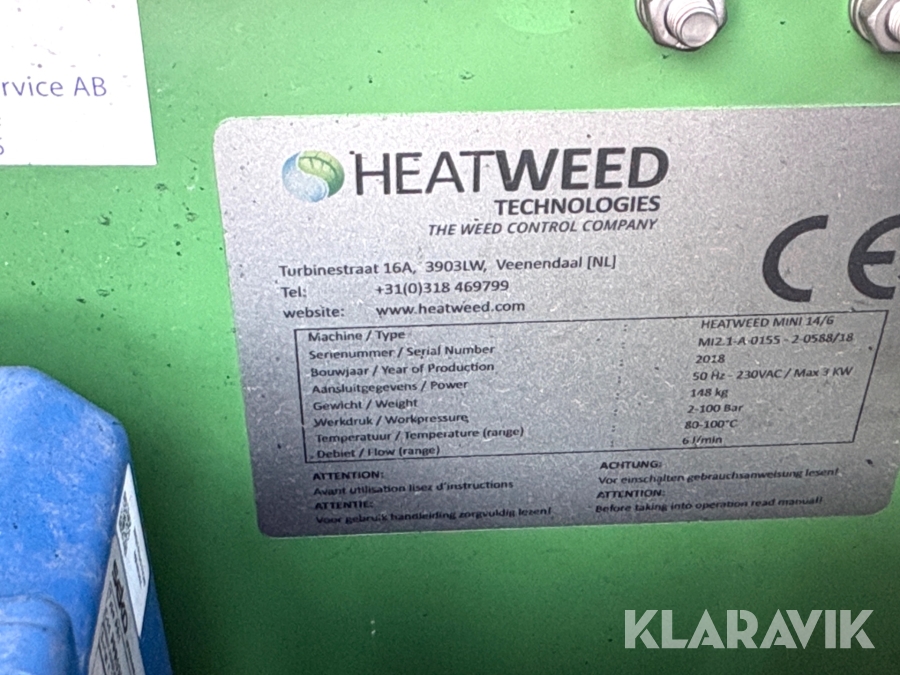 rvice AB
HEATWEED
TECHNOLOGIES
THE WEED CONTROL COMPANY
CE
Turbinestraat 16A, 3903LW, Veenendaal [NL]
Tel: +31(0)318 469799
website: www.heatweed.com
Machine / Type : HEATWEED MINI 14/6
Serienummer / Serial Number : MI2.1-A-0155 - 2-0588/18
Bouwjaar / Year of Production : 2018
Aansluitgegevens / Power : 50 Hz - 230VAC / Max 3 KW
Gewicht / Weight : 148 kg
Werkdruk / Workpressure : 2-100 Bar
Temperatuur / Temperature (range) : 80-100°C
Debiet / Flow (range) : 6 l/min
ATTENTION:
Avant utilisation lisez d'instructions
ATTENTIE:
Voor gebruik handleiding zorgvuldig lezen!
ACHTUNG:
Vor einschalten gebrauchsanweisung lesen!
ATTENTION:
Before taking into operation read manual!
KLARAVIK